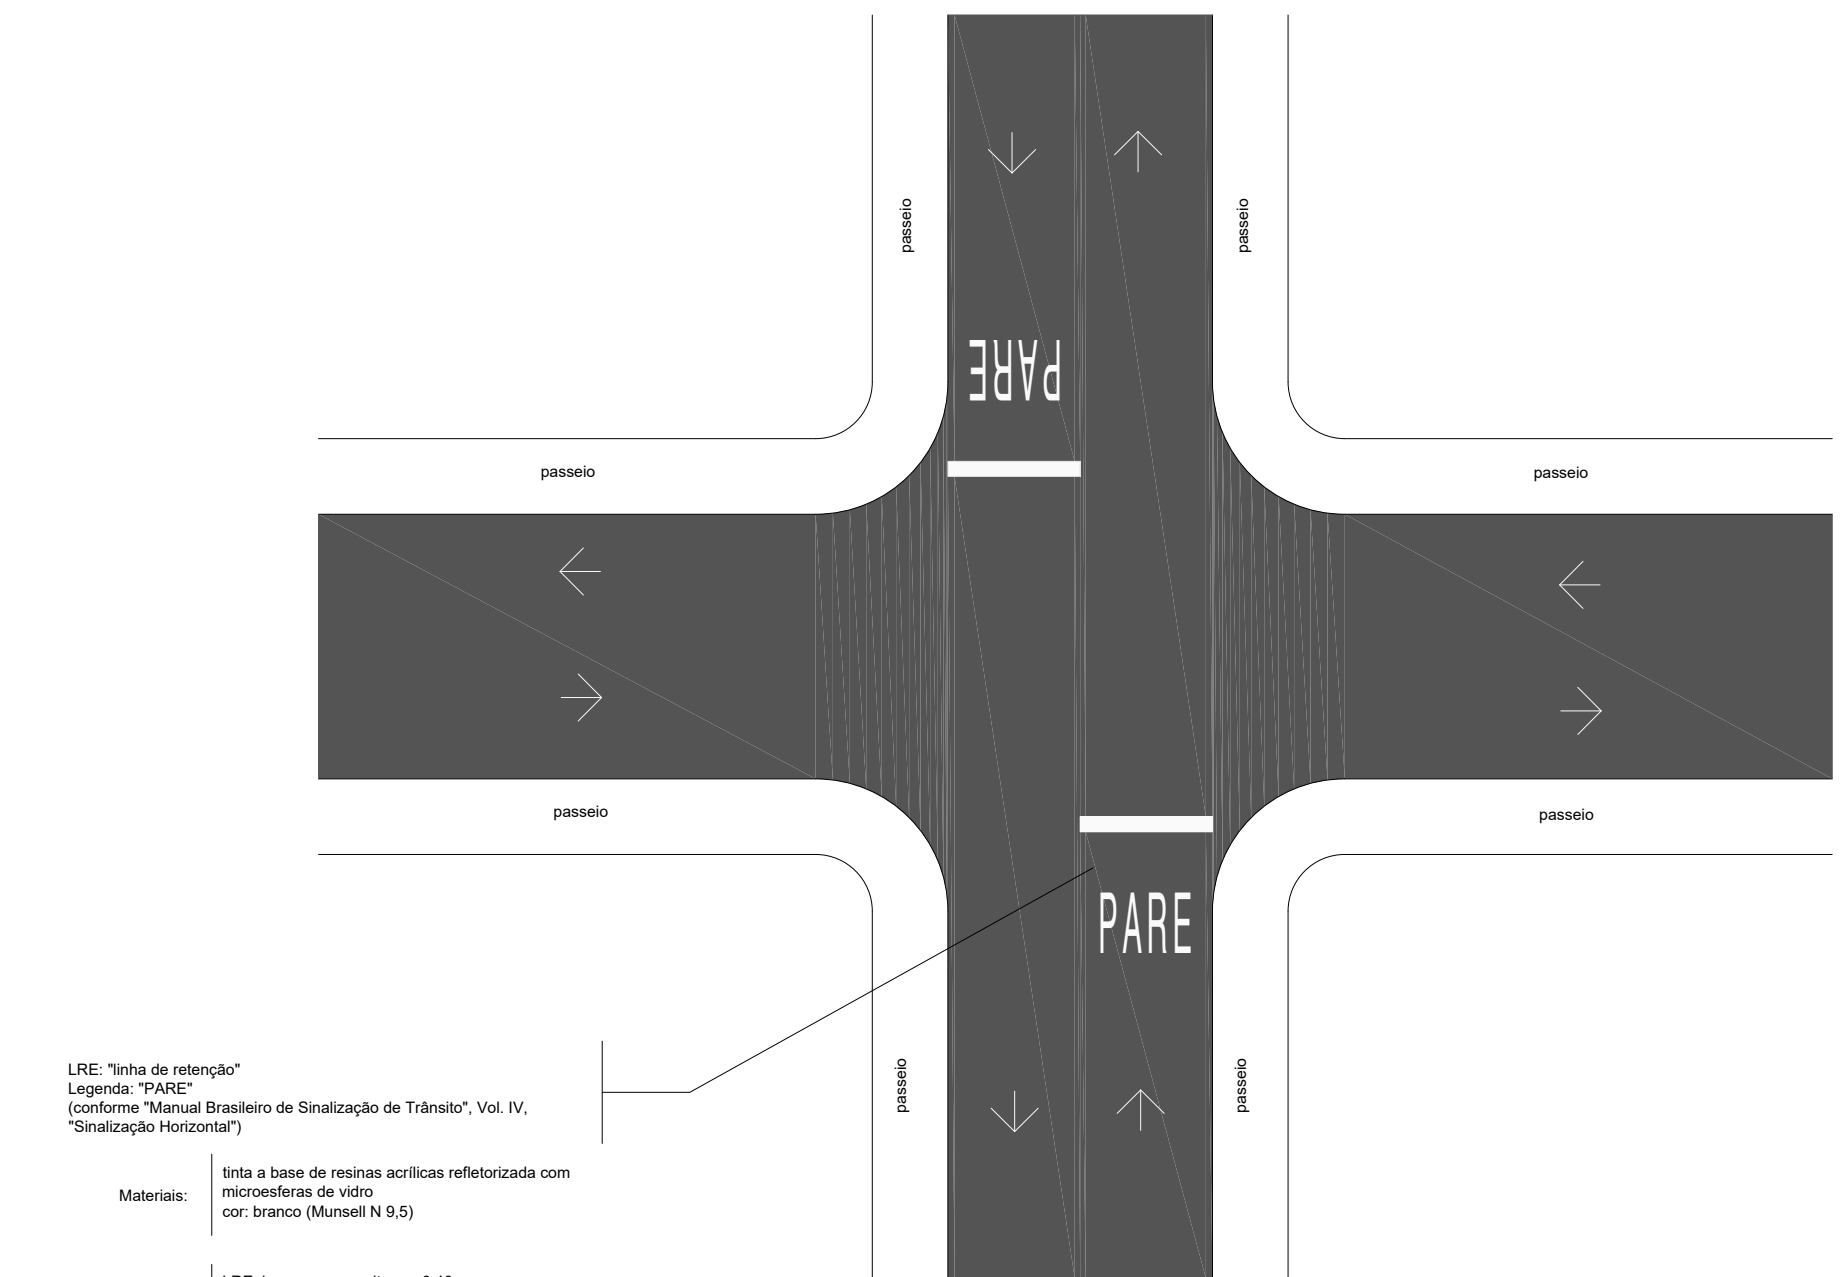 passeio
passeio
PARE
passeio
passeio
passeio
passeio
PARE
passeio
passeio
LRE: "linha de retenção"
Legenda: "PARE"
(conforme "Manual Brasileiro de Sinalização de Trânsito", Vol. IV,
"Sinalização Horizontal")
Materiais:
tinta a base de resinas acrílicas refletorizada com
microesferas de vidro
cor: branco (Munsell N 9,5)